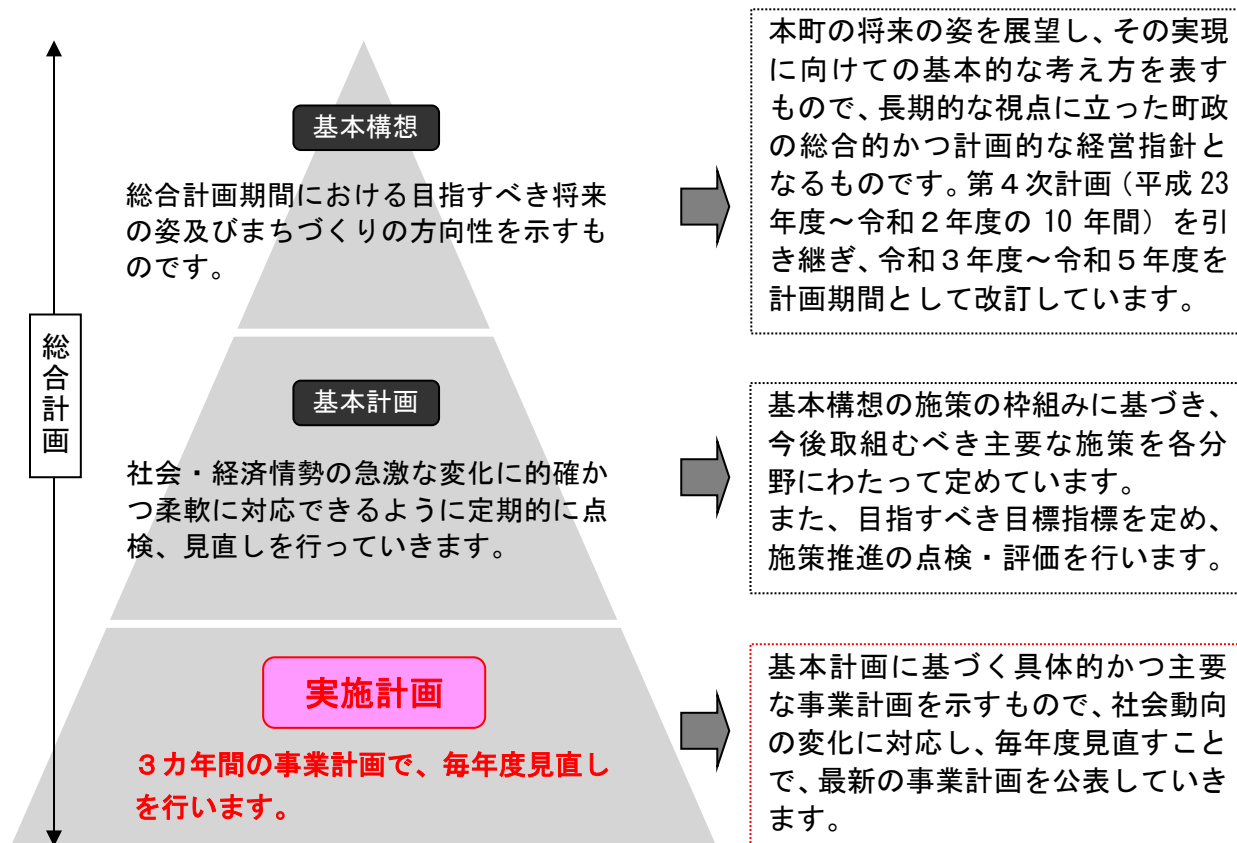 総合計画
基本構想
総合計画期間における目指すべき将来
の姿及びまちづくりの方向性を示すも
のです。
本町の将来の姿を展望し、その実現
に向けての基本的な考え方を表す
もので、長期的な視点に立った町政
の総合的かつ計画的な経営指針と
なるものです。第４次計画（平成 23
年度～令和２年度の 10 年間）を引
き継ぎ、令和３年度～令和５年度を
計画期間として改訂しています。
基本計画
社会・経済情勢の急激な変化に的確か
つ柔軟に対応できるように定期的に点
検、見直しを行っていきます。
基本構想の施策の枠組みに基づき、
今後取組むべき主要な施策を各分
野にわたって定めています。
また、目指すべき目標指標を定め、
施策推進の点検・評価を行います。
実施計画
３カ年間の事業計画で、毎年度見直し
を行います。
基本計画に基づく具体的かつ主要
な事業計画を示すもので、社会動向
の変化に対応し、毎年度見直すこと
で、最新の事業計画を公表していき
ます。